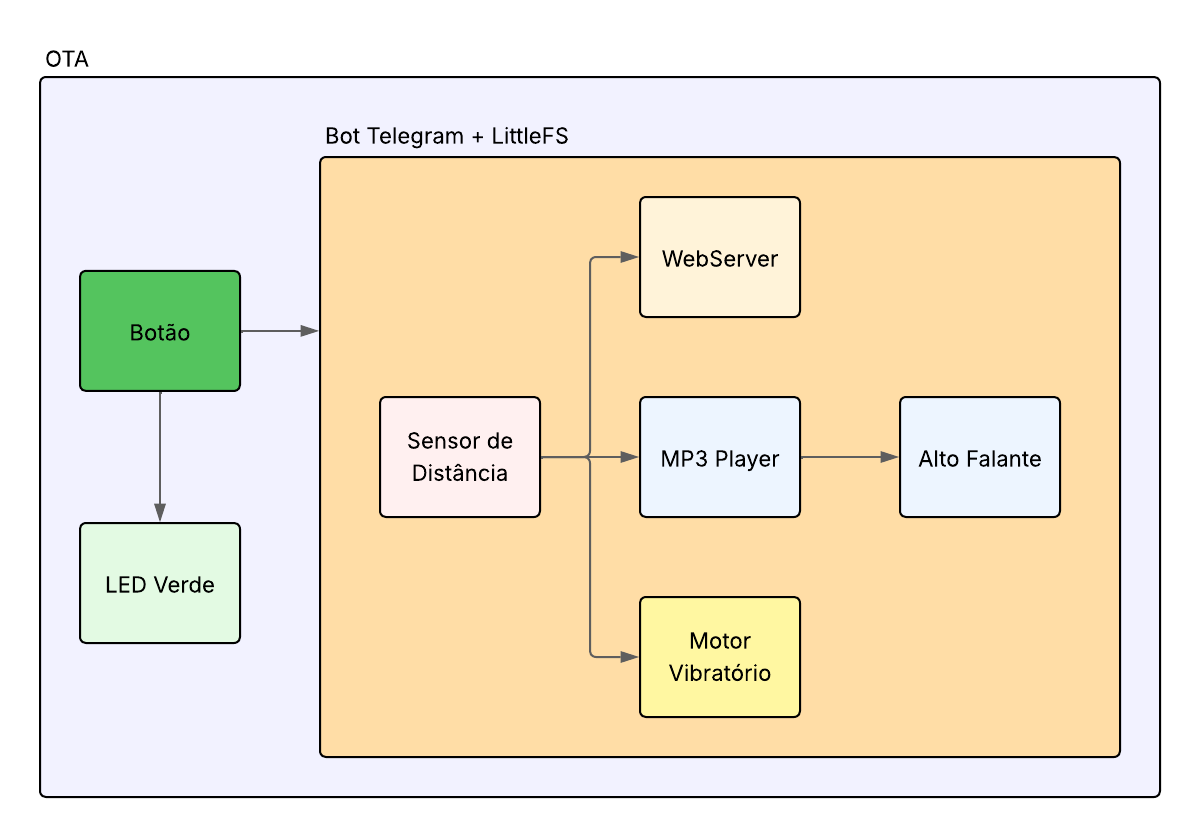 OTA
Bot Telegram + LittleFS
WebServer
Botão
Sensor de
Distância
MP3 Player
Alto Falante
LED Verde
Motor
Vibratório